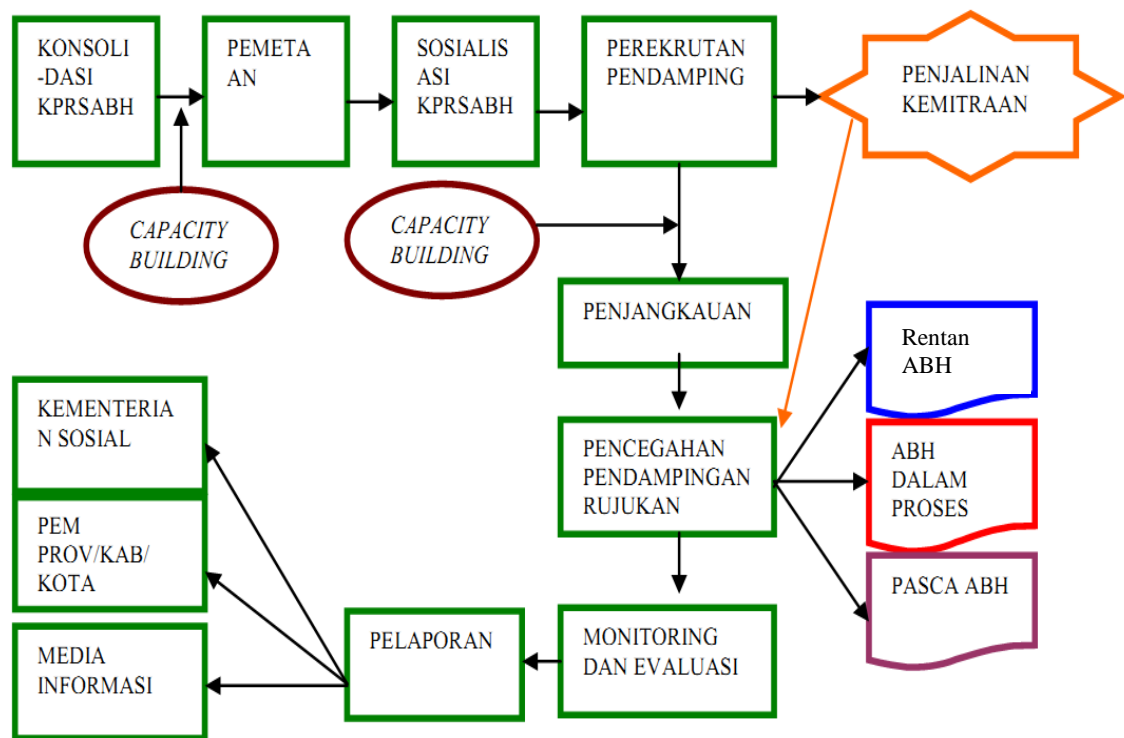 KONSOLI
-DASI
KPRSABH
PEMETA
AN
SOSIALIS
ASI
KPRSABH
PEREKRUTAN
PENDAMPING
PENJALINAN
KEMITRAAN
CAPACITY
BUILDING
CAPACITY
BUILDING
PENJANGKAUAN
Rentan
ABH
KEMENTERIA
N SOSIAL
PENCEGAHAN
PENDAMPINGAN
RUJUKAN
ABH
DALAM
PROSES
PEM
PROV/KAB/
KOTA
PASCA ABH
MEDIA
INFORMASI
PELAPORAN
MONITORING
DAN EVALUASI